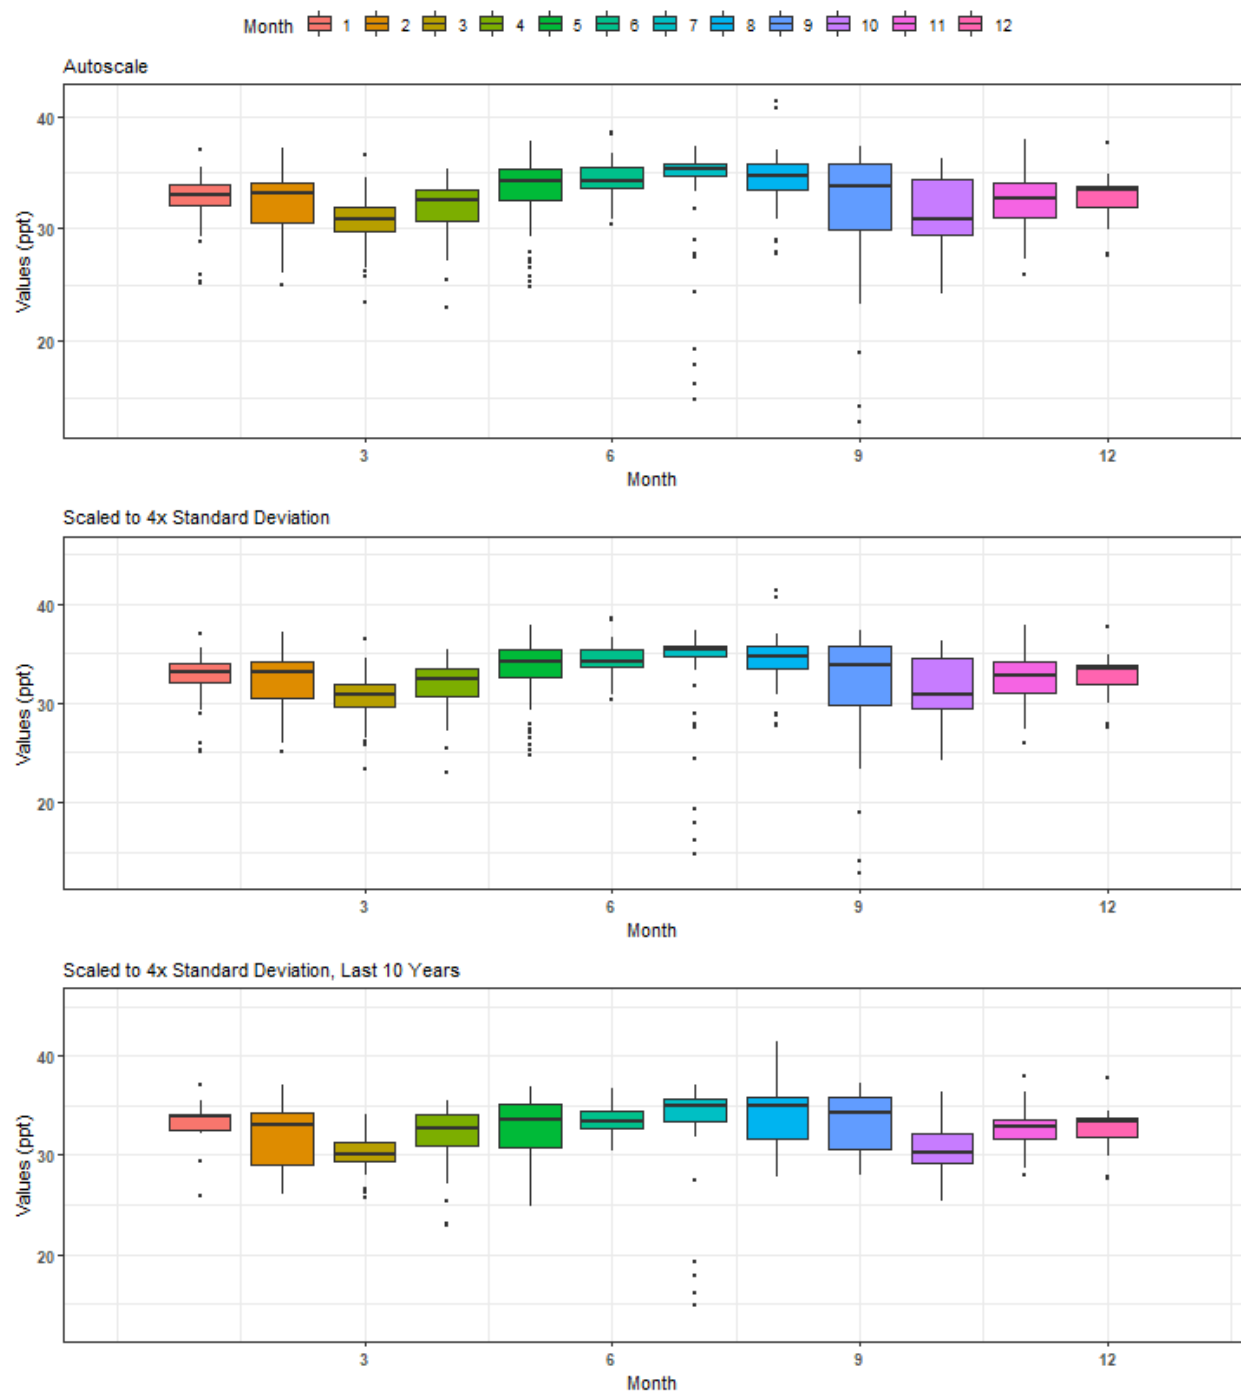 Month 1 2 3 4 5 6 7 8 9 10 11 12
Autoscale
Values (ppt)
40
30
20
3 6 9 12
Month
Scaled to 4x Standard Deviation
Values (ppt)
40
30
20
3 6 9 12
Month
Scaled to 4x Standard Deviation, Last 10 Years
Values (ppt)
40
30
20
3 6 9 12
Month